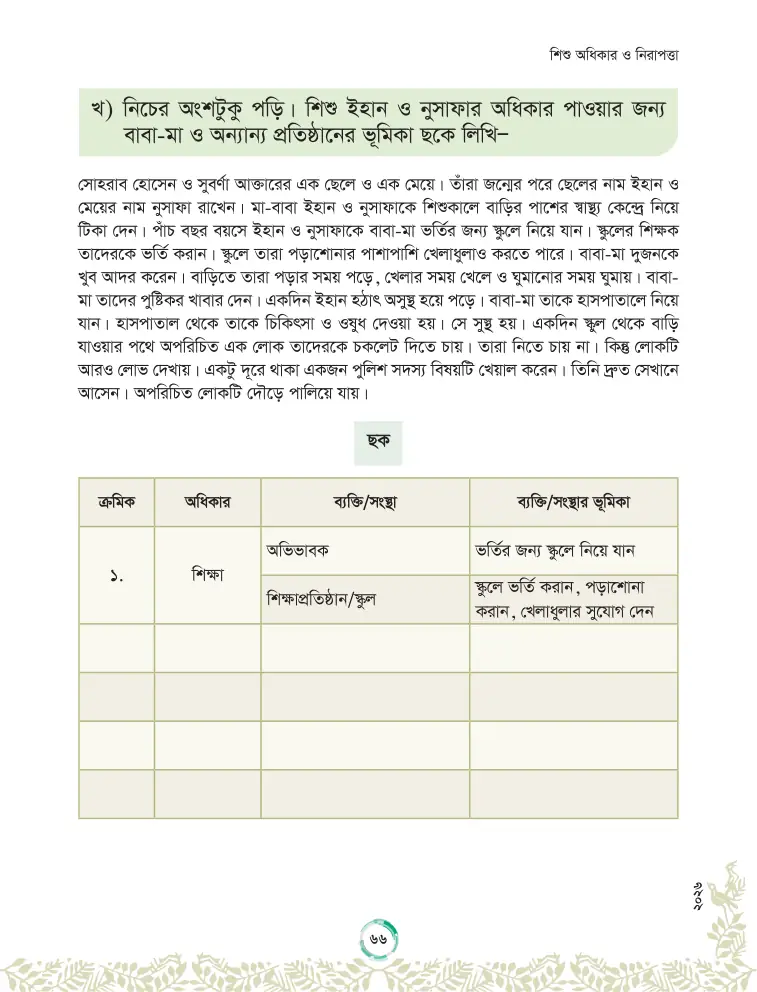 শিশু অধিকার ও নিরাপত্তা
খ) নিচের অংশটুকু পড়ি। শিশু ইহান ও নুসাফার অধিকার পাওয়ার জন্য
বাবা-মা ও অন্যান্য প্রতিষ্ঠানের ভূমিকা ছকে লিখি–
সোহরাব হোসেন ও সুবর্ণা আক্তারের এক ছেলে ও এক মেয়ে। তাঁরা জন্মের পরে ছেলের নাম ইহান ও
মেয়ের নাম নুসাফা রাখেন। মা-বাবা ইহান ও নুসাফাকে শিশুকালে বাড়ির পাশের স্বাস্থ্য কেন্দ্রে নিয়ে
টিকা দেন। পাঁচ বছর বয়সে ইহান ও নুসাফাকে বাবা-মা ভর্তির জন্য স্কুলে নিয়ে যান। স্কুলের শিক্ষক
তাদেরকে ভর্তি করান। স্কুলে তারা পড়াশোনার পাশাপাশি খেলাধুলাও করতে পারে। বাবা-মা দুজনকে
খুব আদর করেন। বাড়িতে তারা পড়ার সময় পড়ে, খেলার সময় খেলে ও ঘুমানোর সময় ঘুমায়। বাবা-
মা তাদের পুষ্টিকর খাবার দেন। একদিন ইহান হঠাৎ অসুস্থ হয়ে পড়ে। বাবা-মা তাকে হাসপাতালে নিয়ে
যান। হাসপাতাল থেকে তাকে চিকিৎসা ও ওষুধ দেওয়া হয়। সে সুস্থ হয়। একদিন স্কুল থেকে বাড়ি
যাওয়ার পথে অপরিচিত এক লোক তাদেরকে চকলেট দিতে চায়। তারা নিতে চায় না। কিন্তু লোকটি
আরও লোভ দেখায়। একটু দূরে থাকা একজন পুলিশ সদস্য বিষয়টি খেয়াল করেন। তিনি দ্রুত সেখানে
আসেন। অপরিচিত লোকটি দৌড়ে পালিয়ে যায়।
ছক
ক্রমিক অধিকার ব্যক্তি/সংস্থা ব্যক্তি/সংস্থার ভূমিকা
১. শিক্ষা অভিভাবক ভর্তির জন্য স্কুলে নিয়ে যান
শিক্ষাপ্রতিষ্ঠান/স্কুল স্কুলে ভর্তি করান, পড়াশোনা
করান, খেলাধুলার সুযোগ দেন
২০২৬
৬৬